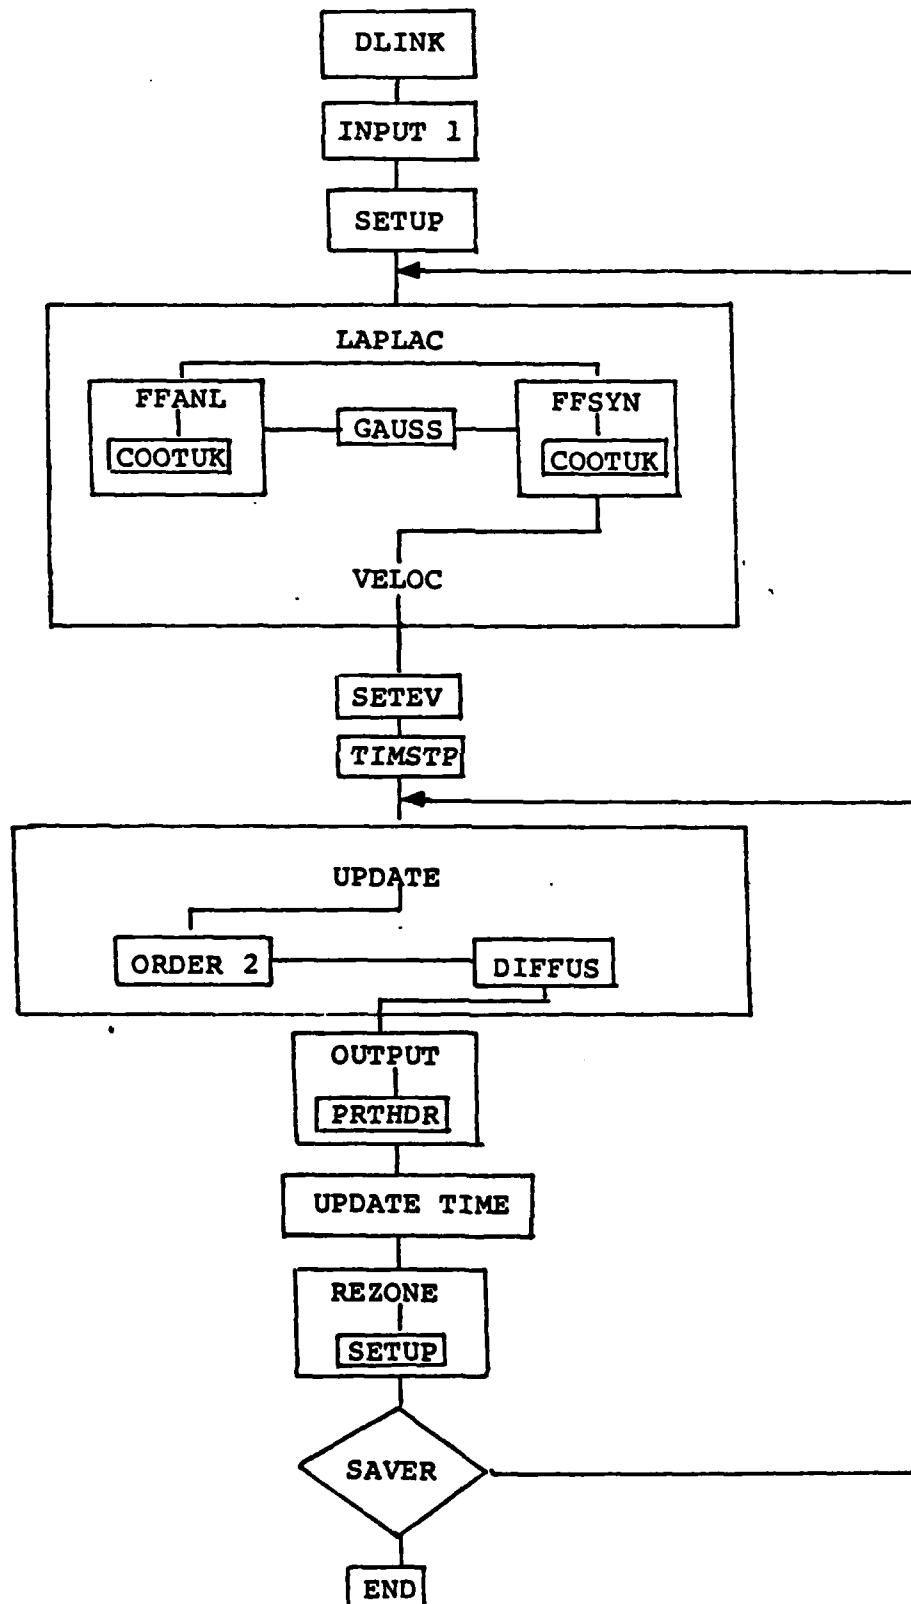 DLINK
INPUT 1
SETUP
LAPLAC
FFANL
FFSYN
GAUSS
COOTUK
COOTUK
VELOC
SETEV
TIMSTP
UPDATE
ORDER 2
DIFFUS
OUTPUT
PRTHDR
UPDATE TIME
REZONE
SETUP
SAVER
END